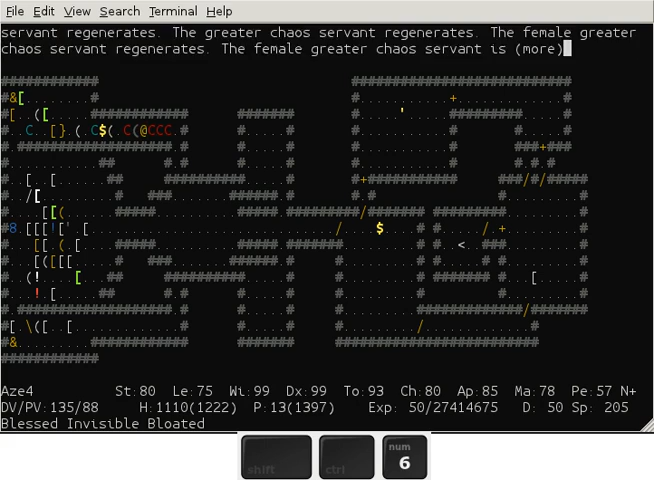 File Edit View Search Terminal Help
servant regenerates. The greater chaos servant regenerates. The female greater
chaos servant regenerates. The female greater chaos servant is (more)
Aze4 St:80 Le:75 Wi:99 Dx:99 To:93 Ch:80 Ap:85 Ma:78 Pe:57 N+
DV/PV:135/88 H:1110(1222) P:13(1397) Exp: 50/27414675 D: 50 Sp: 205
Blessed Invisible Bloated
shift
ctrl
num
6